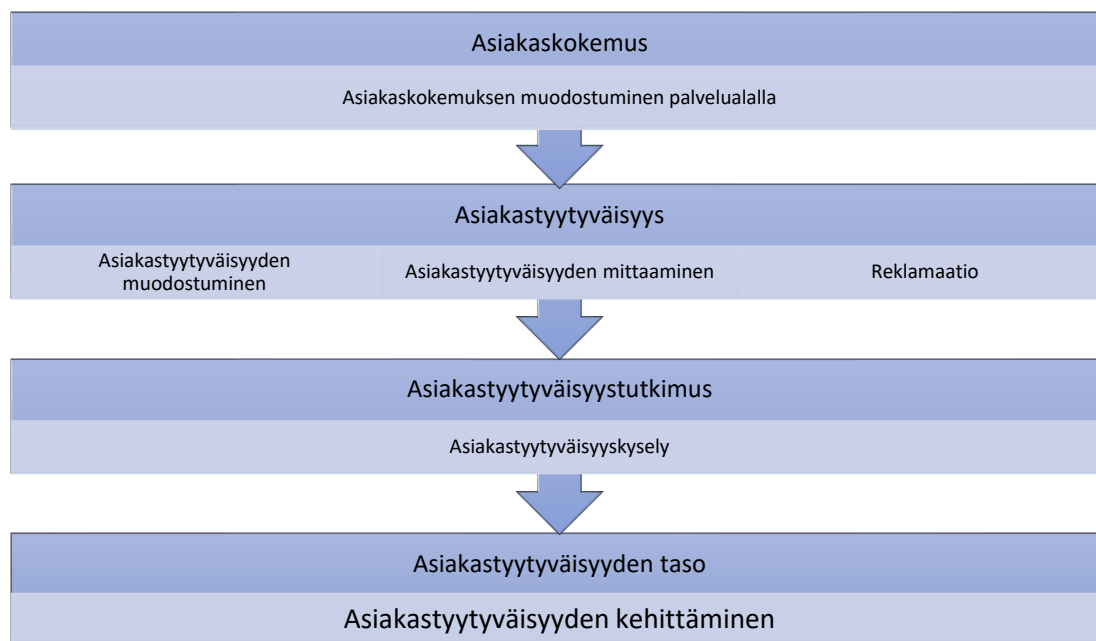 Asiakaskokemus
Asiakaskokemuksen muodostuminen palvelualalla
Asiakastyytyväisyys
Asiakastyytyväisyyden
muodostuminen
Asiakastyytyväisyyden mittaaminen
Reklamaatio
Asiakastyytyväisyystutkimus
Asiakastyytyväisyyskysely
Asiakastyytyväisyyden taso
Asiakastyytyväisyyden kehittäminen